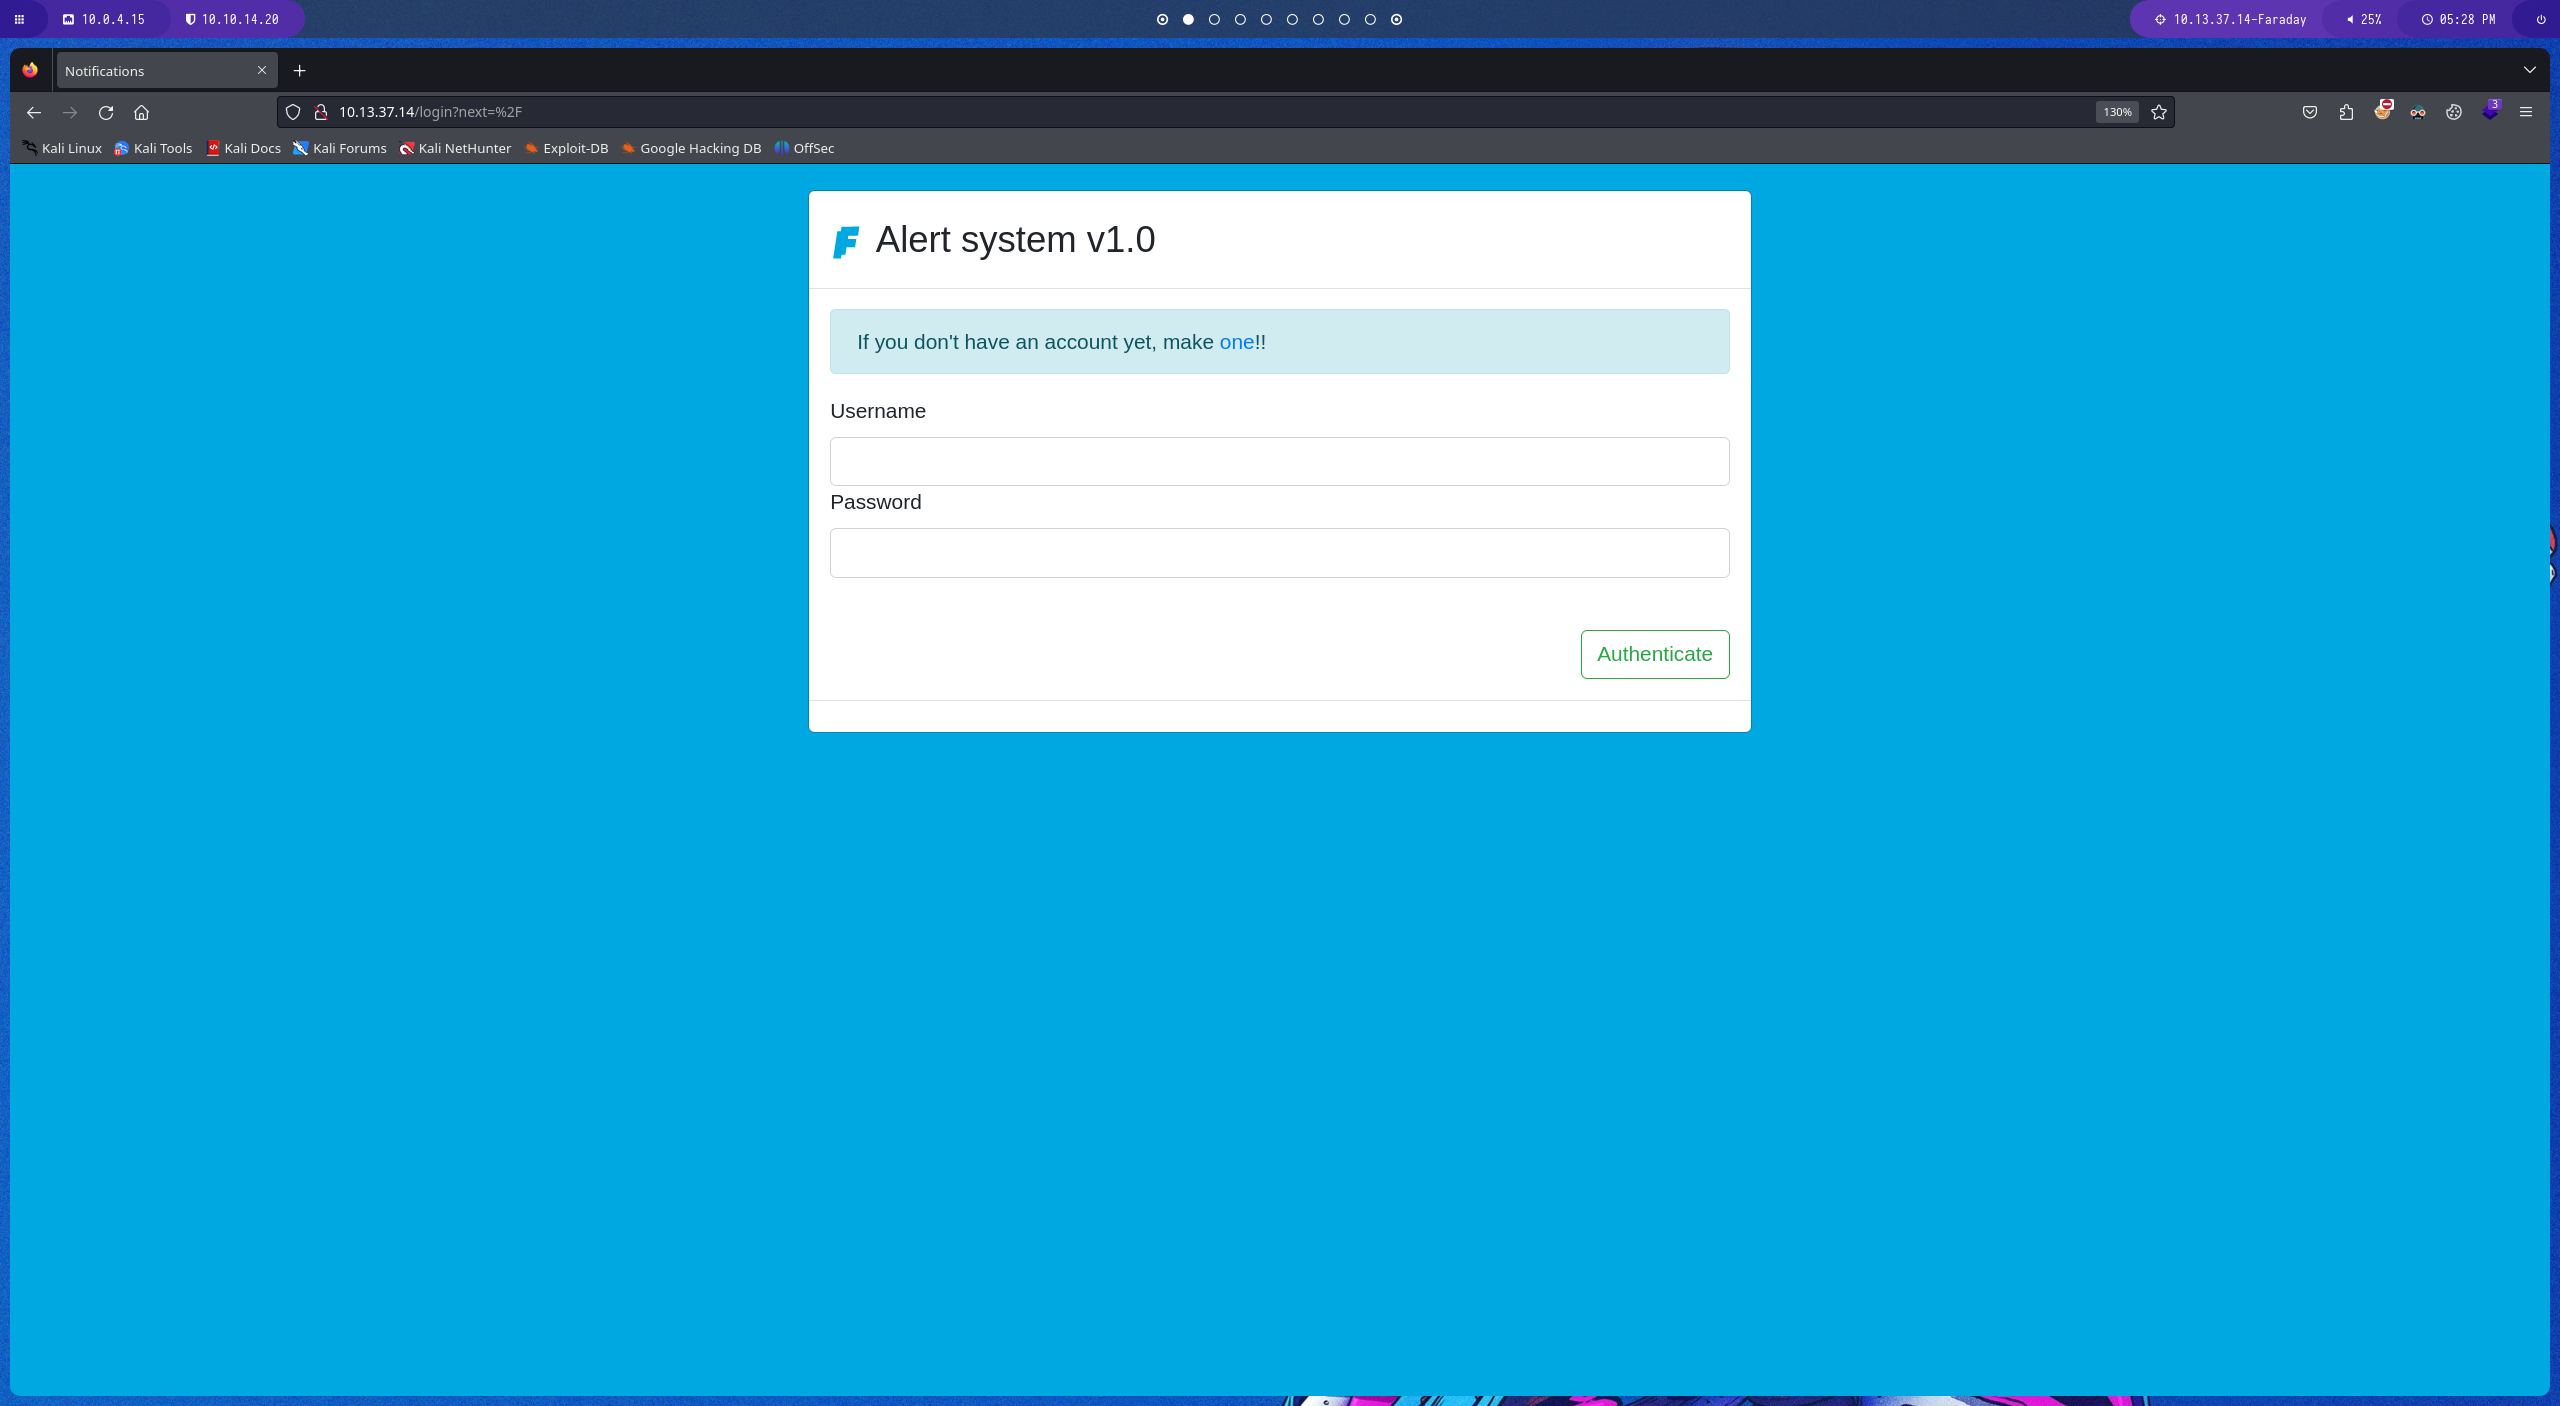 10.0.4.15 10.10.14.20 10.13.37.14-Faraday 25% 05:28 PM
Notifications
10.13.37.14/login?next=%2F 130% 3
Kali Linux Kali Tools Kali Docs Kali Forums Kali NetHunter Exploit-DB Google Hacking DB OffSec
F Alert system v1.0
If you don't have an account yet, make one!!
Username
Password
Authenticate